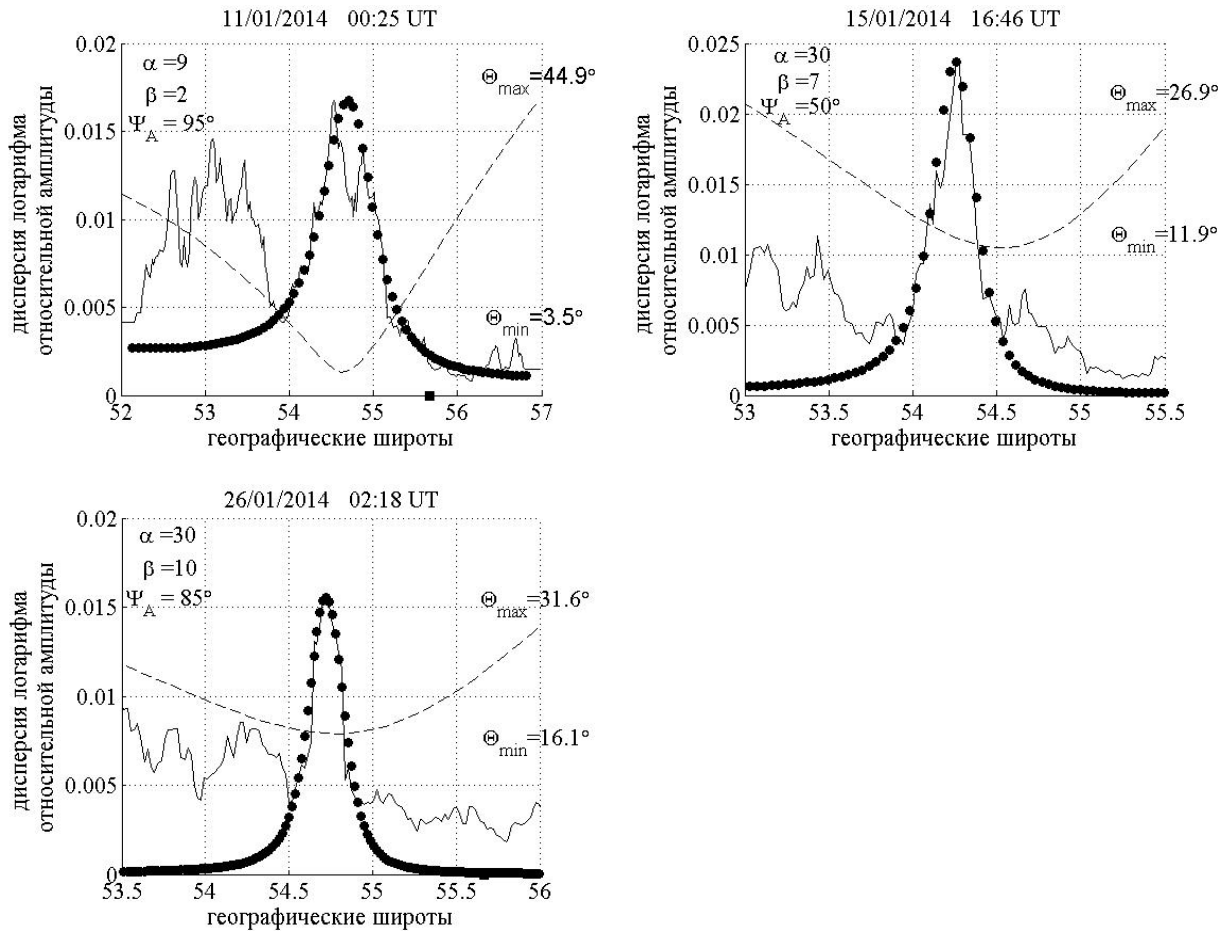 11/01/2014 00:25 UT
дисперсия логарифма
относительной амплитуды
0.02
0.015
0.01
0.005
0
α =9
β =2
Ψ_A = 95°
Θ_max=44.9°
Θ_min=3.5°
52 53 54 55 56 57
географические широты
15/01/2014 16:46 UT
дисперсия логарифма
относительной амплитуды
0.025
0.02
0.015
0.01
0.005
0
α =30
β =7
Ψ_A = 50°
Θ_max=26.9°
Θ_min=11.9°
53 53.5 54 54.5 55 55.5
географические широты
26/01/2014 02:18 UT
дисперсия логарифма
относительной амплитуды
0.02
0.015
0.01
0.005
0
α =30
β =10
Ψ_A = 85°
Θ_max=31.6°
Θ_min=16.1°
53.5 54 54.5 55 55.5 56
географические широты